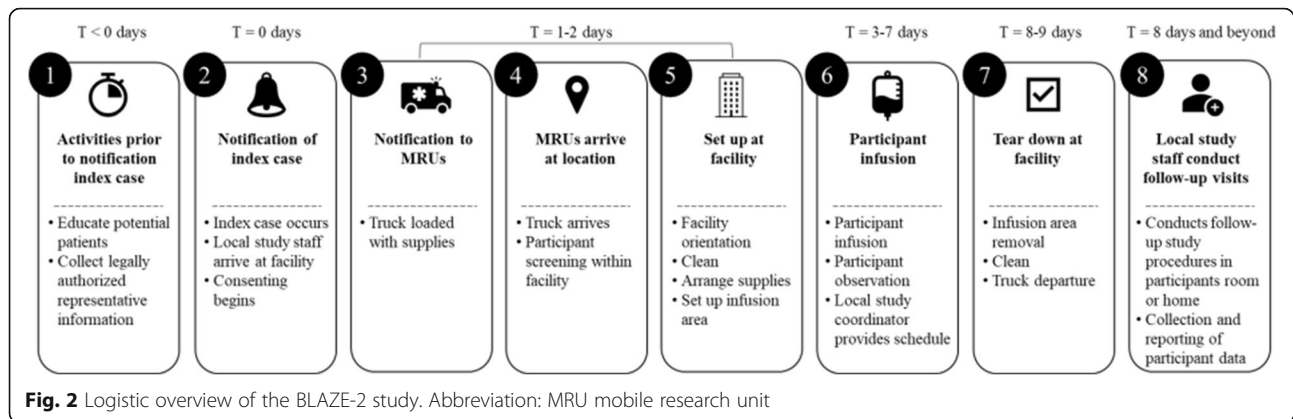 T < 0 days
T = 0 days
T = 1-2 days
T = 3-7 days
T = 8-9 days
T = 8 days and beyond
1
Activities prior
to notification
index case
• Educate potential
patients
• Collect legally
authorized
representative
information
2
Notification of
index case
• Index case occurs
• Local study staff
arrive at facility
• Consenting
begins
3
Notification to
MRUs
• Truck loaded
with supplies
4
MRUs arrive
at location
• Truck arrives
• Participant
screening within
facility
5
Set up at
facility
• Facility
orientation
• Clean
• Arrange supplies
• Set up infusion
area
6
Participant
infusion
• Participant
infusion
• Participant
observation
• Local study
coordinator
provides schedule
7
Tear down at
facility
• Infusion area
removal
• Clean
• Truck departure
8
Local study
staff conduct
follow-up visits
• Conducts follow-
up study
procedures in
participants room
or home
• Collection and
reporting of
participant data
Fig. 2 Logistic overview of the BLAZE-2 study. Abbreviation: MRU mobile research unit